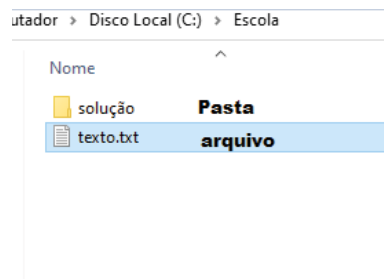 utador > Disco Local (C:) > Escola
Nome
solução Pasta
texto.txt arquivo